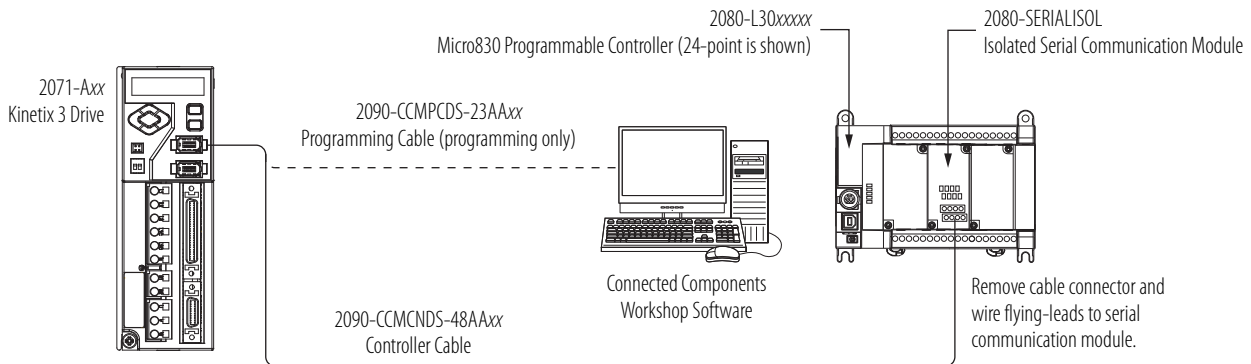 2080-L30xxxxx
Micro830 Programmable Controller (24-point is shown)
2080-SERIALISOL
Isolated Serial Communication Module
2071-Axx
Kinetix 3 Drive
2090-CCMPCDS-23AAxx
Programming Cable (programming only)
Connected Components
Workshop Software
Remove cable connector and
wire flying-leads to serial
communication module.
2090-CCMCNDS-48AAxx
Controller Cable